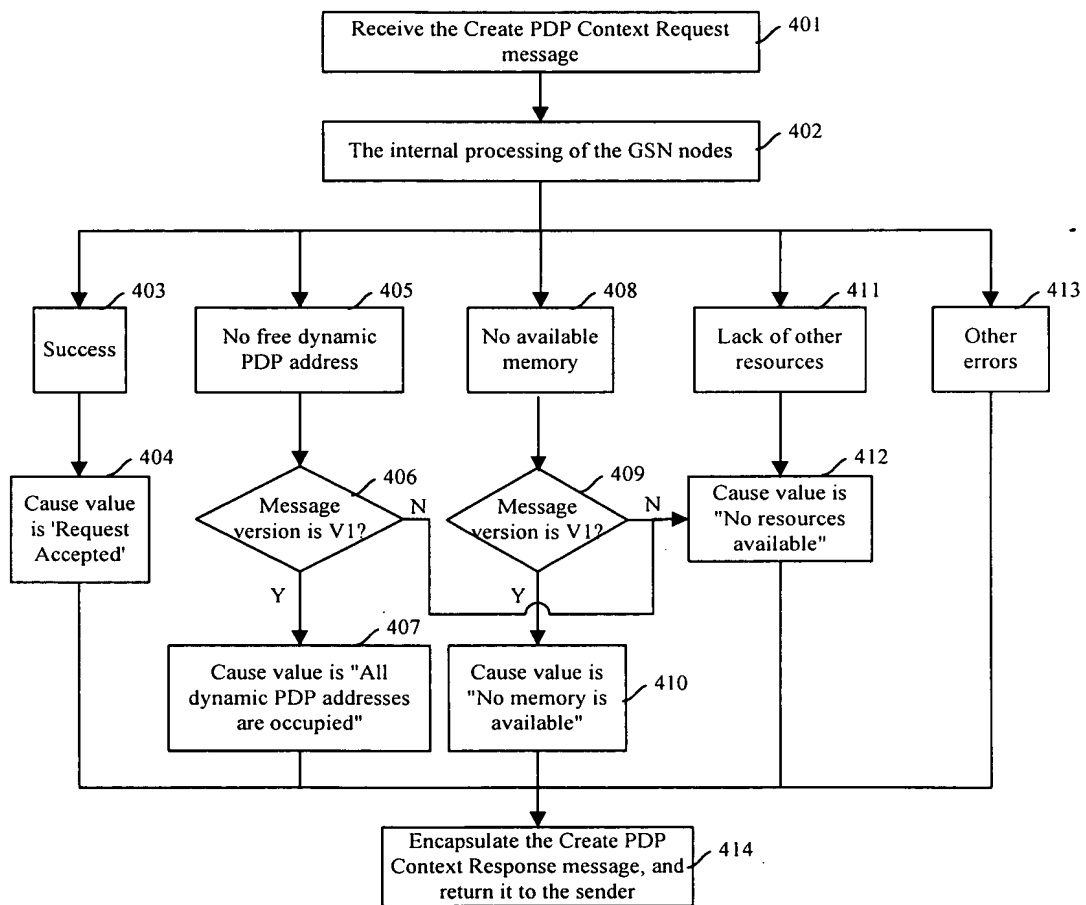 Receive the Create PDP Context Request
message
401
The internal processing of the GSN nodes
402
403
Success
405
No free dynamic
PDP address
408
No available
memory
411
Lack of other
resources
413
Other
errors
404
Cause value
is 'Request
Accepted'
406
Message
version is V1?
N
Y
409
Message
version is V1?
N
Y
412
Cause value is
"No resources
available"
407
Cause value is "All
dynamic PDP addresses
are occupied"
Cause value is
"No memory is
available"
410
Encapsulate the Create PDP
Context Response message, and
return it to the sender
414